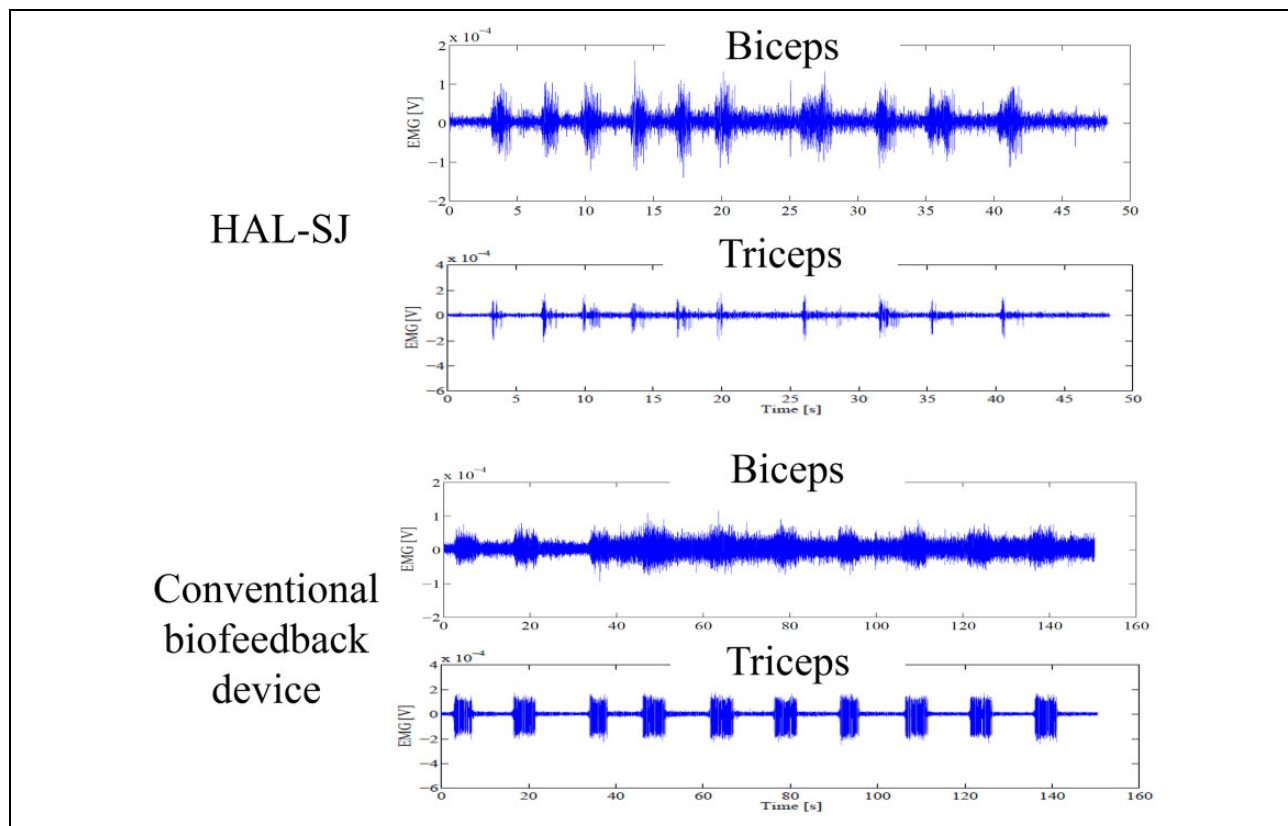 Biceps
x 10⁻⁴
2
1
0
−1
−2
EMG [V]
0 5 10 15 20 25 30 35 40 45 50
HAL-SJ
Triceps
x 10⁻⁴
4
2
0
−2
−4
−6
EMG [V]
0 5 10 15 20 25 30 35 40 45 50
Time [s]
Biceps
x 10⁻⁴
2
1
0
−1
−2
EMG [V]
0 20 40 60 80 100 120 140 160
Conventional
biofeedback
device
Triceps
x 10⁻⁴
4
2
0
−2
−4
−6
EMG [V]
0 20 40 60 80 100 120 140 160
Time [s]